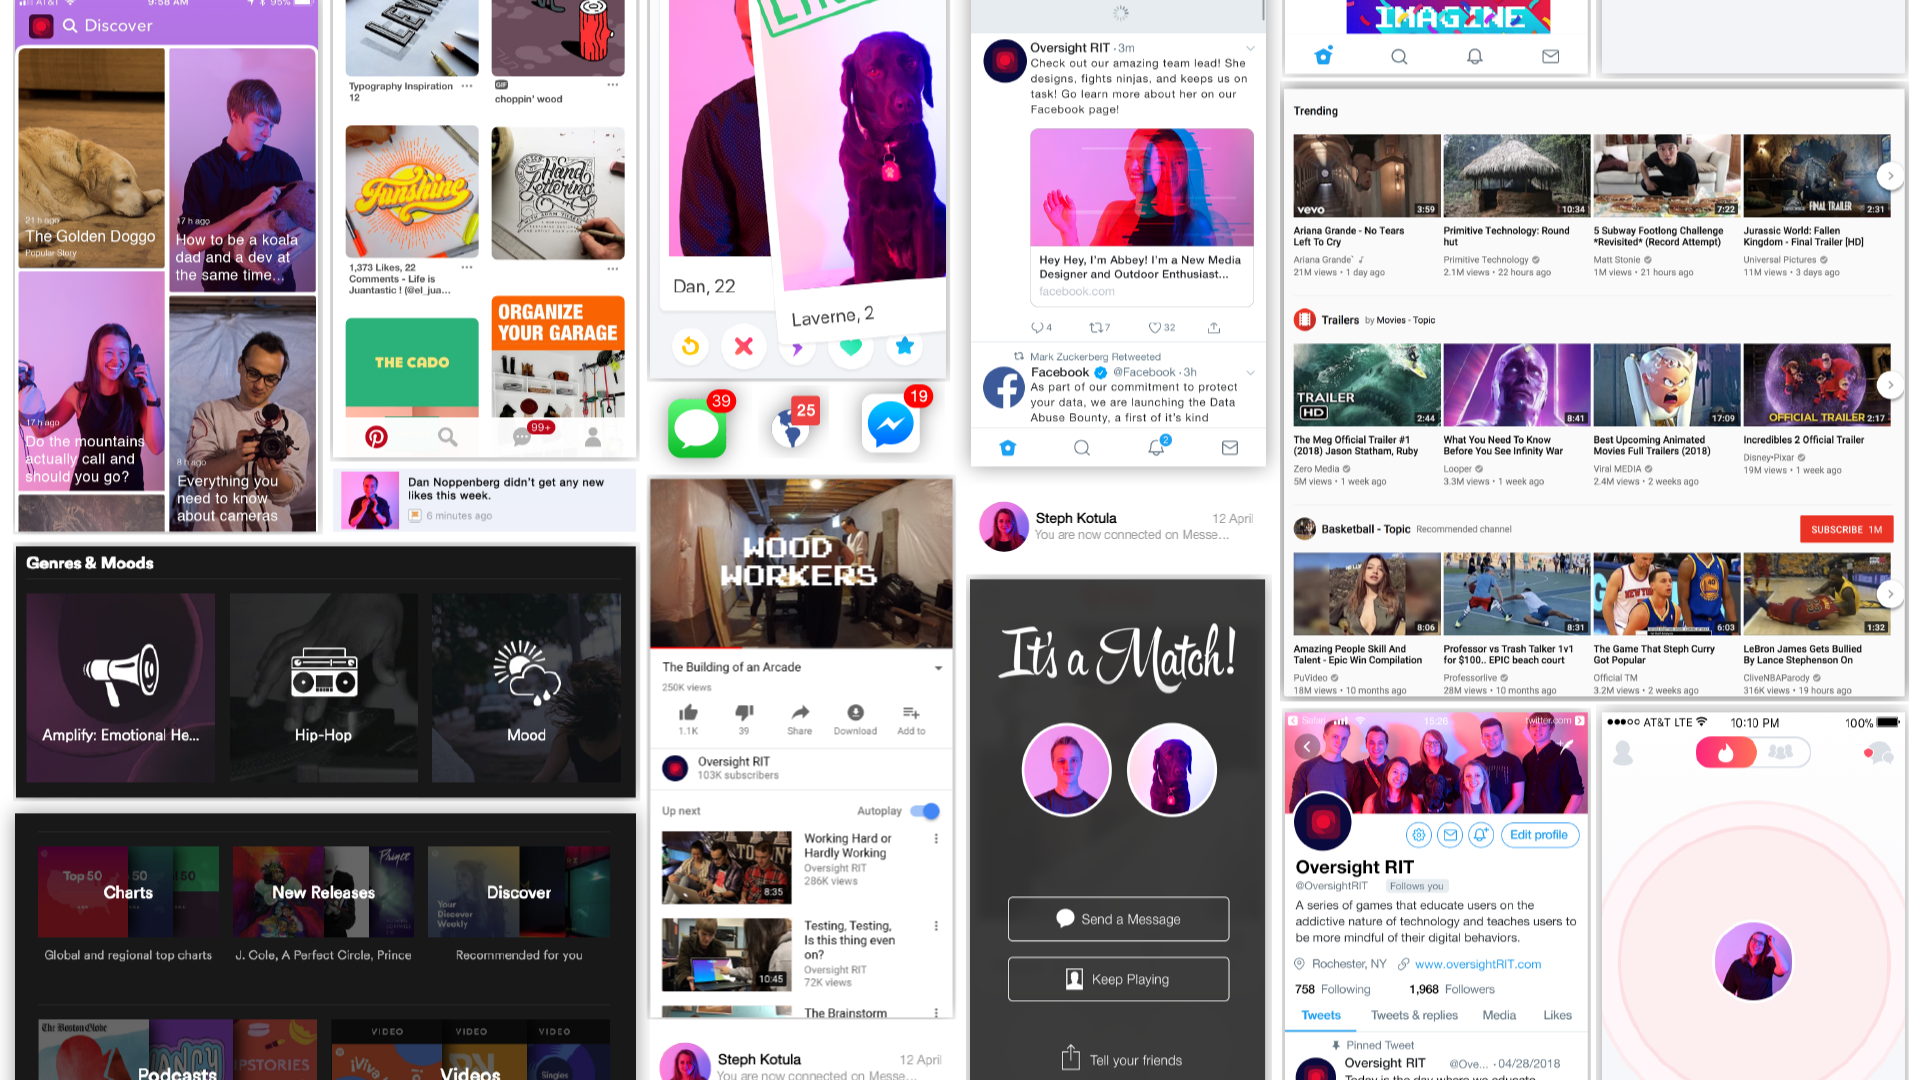 AT&T
9:58 AM
95%
Discover
21 h ago
The Golden Doggo
Popular Story
17 h ago
How to be a koala
dad and a dev at
the same time...
17 h ago
Do the mountains
actually call and
should you go?
8 h ago
Everything you
need to know
about cameras
Typography Inspiration
12
GIF
choppin' wood
Funshine
Hand
Lettering
1,373 Likes, 22
Comments - Life is
Juantastic ! (@el_jua...
THE CADO
ORGANIZE
YOUR GARAGE
99+
Dan Noppenberg didn't get any new
likes this week.
6 minutes ago
Dan, 22
Laverne, 2
39
25
19
Oversight RIT · 3m
Check out our amazing team lead! She
designs, fights ninjas, and keeps us on
task! Go learn more about her on our
Facebook page!
Hey Hey, I'm Abbey! I'm a New Media
Designer and Outdoor Enthusiast...
facebook.com
4
7
32
Mark Zuckerberg Retweeted
Facebook @Facebook · 3h
As part of our commitment to protect
your data, we are launching the Data
Abuse Bounty, a first of it's kind
2
Steph Kotula
12 April
You are now connected on Messe...
IMAGINE
Trending
vevo
3:59
10:34
7:22
FINAL TRAILER
2:31
Ariana Grande - No Tears
Left To Cry
Ariana Grande
21M views • 1 day ago
Primitive Technology: Round
hut
Primitive Technology
2.1M views • 22 hours ago
5 Subway Footlong Challenge
*Revisited* (Record Attempt)
Matt Stonie
1M views • 21 hours ago
Jurassic World: Fallen
Kingdom - Final Trailer [HD]
Universal Pictures
11M views • 3 days ago
Trailers by Movies - Topic
TRAILER
HD
2:44
8:41
17:09
OFFICIAL TRAILER 2:17
The Meg Official Trailer #1
(2018) Jason Statham, Ruby
Zero Media
5M views • 1 week ago
What You Need To Know
Before You See Infinity War
Looper
3.3M views • 1 week ago
Best Upcoming Animated
Movies Full Trailers (2018)
Viral MEDIA
2.4M views • 2 weeks ago
Incredibles 2 Official Trailer
Disney•Pixar
19M views • 1 week ago
Basketball - Topic Recommended channel
SUBSCRIBE 1M
8:06
8:31
6:03
1:32
Amazing People Skill And
Talent - Epic Win Compilation
PuVideo
18M views • 10 months ago
Professor vs Trash Talker 1v1
for $100.. EPIC beach court
Professorlive
28M views • 10 months ago
The Game That Steph Curry
Got Popular
Official TM
3.2M views • 2 weeks ago
LeBron James Gets Bullied
By Lance Stephenson On
CliveNBAParody
316K views • 19 hours ago
Genres & Moods
Amplify: Emotional He...
Hip-Hop
Mood
Top 50
50
50
Charts
New Releases
Prince
Discover
Your
Discover
Weekly
Global and regional top charts
J. Cole, A Perfect Circle, Prince
Recommended for you
The Boston Globe
STORIES
Podcasts
VIDEO
VIDEO
VIDEO
¡Viva
Singles
Videos
WOOD
WORKERS
The Building of an Arcade
250K views
1.1K
39
Share
Download
Add to
Oversight RIT
103K subscribers
Up next
Autoplay
8:35
Working Hard or
Hardly Working
Oversight RIT
286K views
10:45
Testing, Testing,
Is this thing even
on?
Oversight RIT
72K views
The Brainstorm
Steph Kotula
12 April
You are now connected on Messe...
It's a Match!
Send a Message
Keep Playing
Tell your friends
Safari
15:26
twitter.com
Edit profile
Oversight RIT
@OversightRIT Follows you
A series of games that educate users on the
addictive nature of technology and teaches users to
be more mindful of their digital behaviors.
Rochester, NY
www.oversightRIT.com
758 Following
1,968 Followers
Tweets
Tweets & replies
Media
Likes
Pinned Tweet
Oversight RIT @Ove... · 04/28/2018
Today is the day where we educate
AT&T LTE
10:10 PM
100%